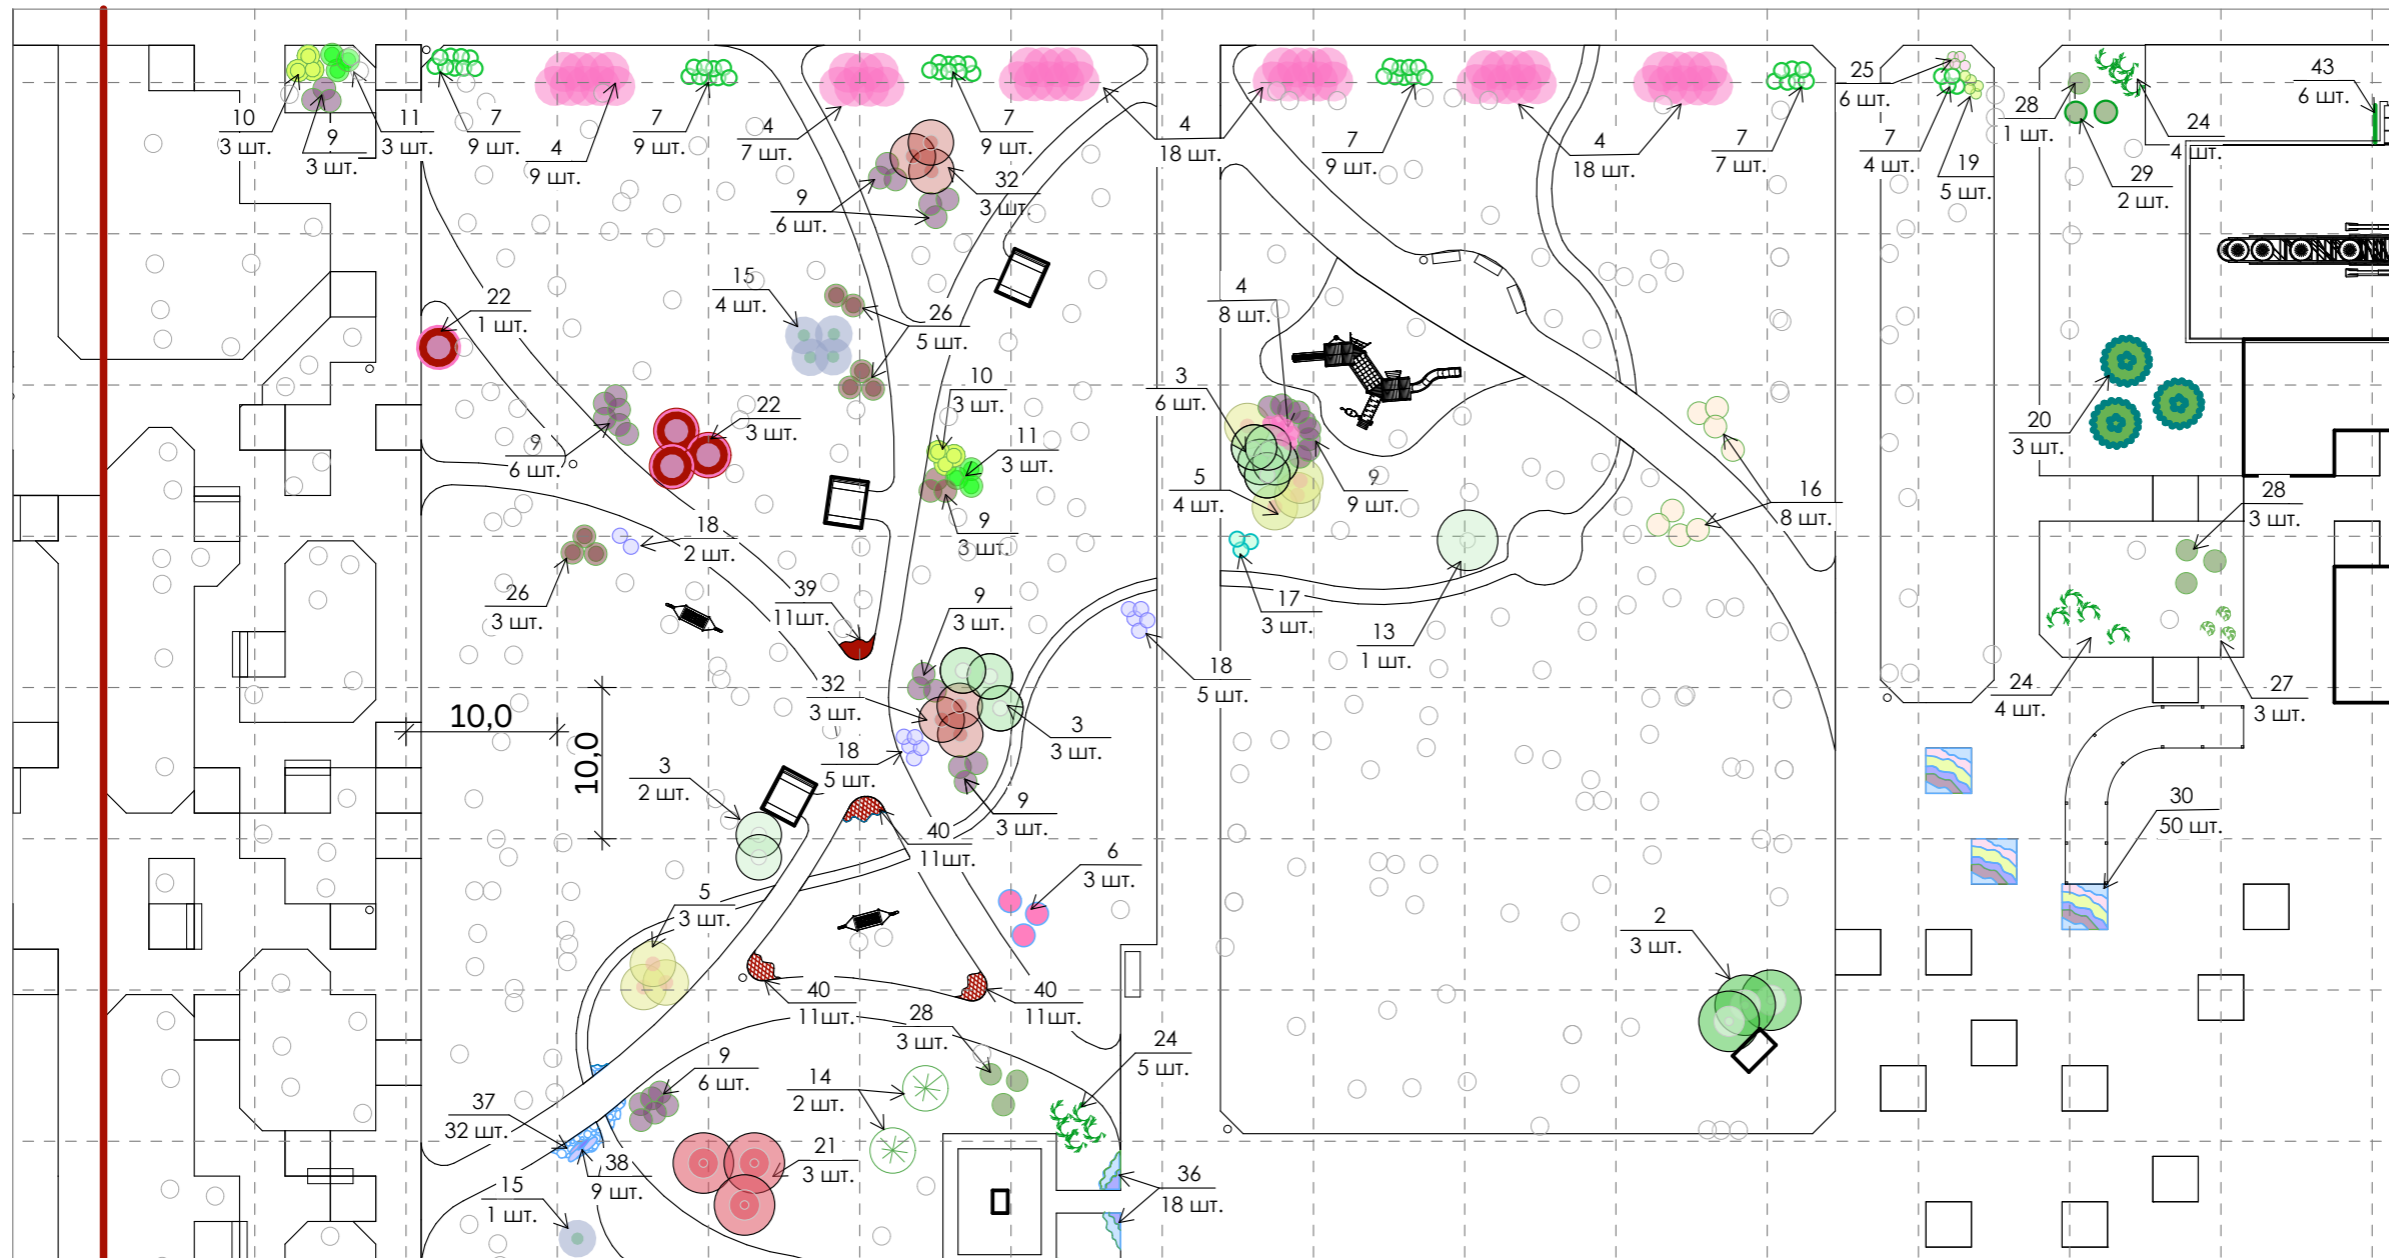 10
3 шт.
9
3 шт.
11
3 шт.
7
9 шт.
4
9 шт.
7
9 шт.
4
7 шт.
7
9 шт.
4
18 шт.
7
9 шт.
4
18 шт.
7
7 шт.
25
6 шт.
7
4 шт.
19
5 шт.
28
1 шт.
24
4 шт.
29
2 шт.
43
6 шт.
32
3 шт.
9
6 шт.
15
4 шт.
26
5 шт.
22
1 шт.
4
8 шт.
10
3 шт.
3
6 шт.
22
3 шт.
11
3 шт.
20
3 шт.
9
6 шт.
5
4 шт.
9
9 шт.
16
8 шт.
28
3 шт.
18
2 шт.
9
3 шт.
26
3 шт.
39
11шт.
9
3 шт.
17
3 шт.
13
1 шт.
18
5 шт.
24
4 шт.
27
3 шт.
32
3 шт.
3
3 шт.
10,0
10,0
18
5 шт.
3
2 шт.
9
3 шт.
40
11шт.
30
50 шт.
6
3 шт.
5
3 шт.
2
3 шт.
40
11шт.
40
11шт.
28
3 шт.
24
5 шт.
9
6 шт.
14
2 шт.
37
32 шт.
38
9 шт.
21
3 шт.
36
18 шт.
15
1 шт.